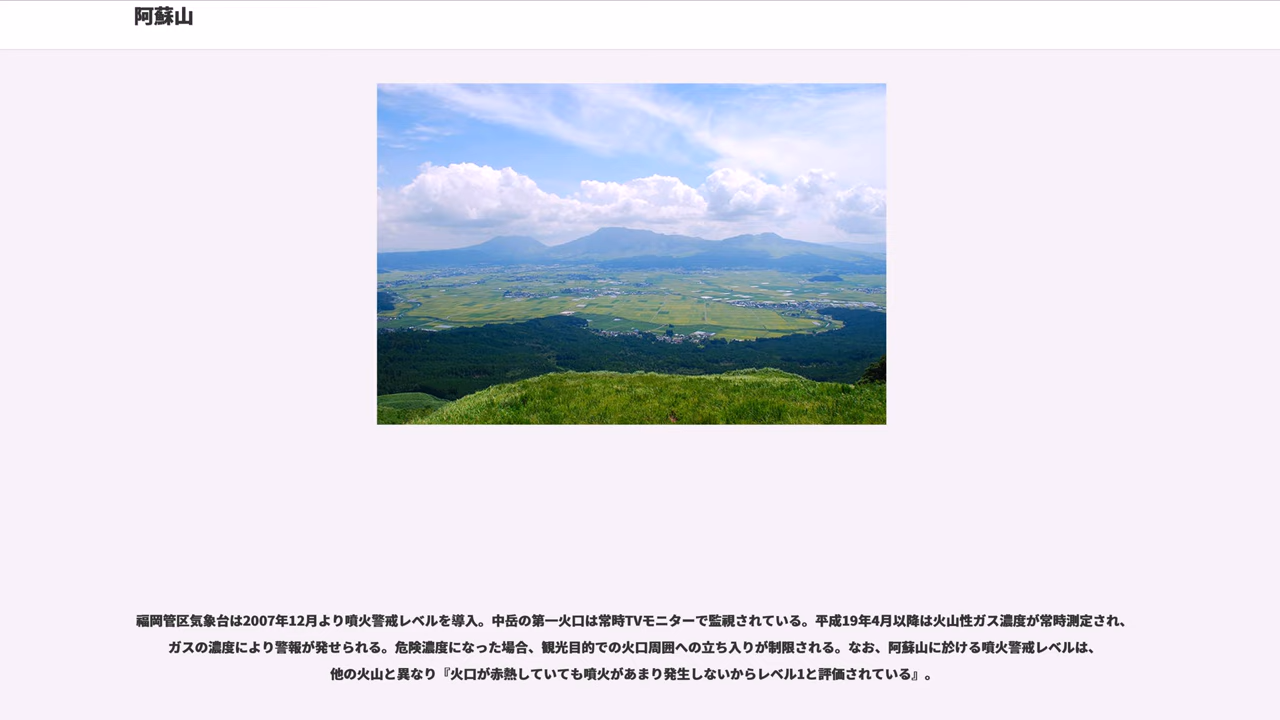 阿蘇山
福岡管区気象台は2007年12月より噴火警戒レベルを導入。中岳の第一火口は常時TVモニターで監視されている。平成19年4月以降は火山性ガス濃度が常時測定され、
ガスの濃度により警報が発せられる。危険濃度になった場合、観光目的での火口周囲への立ち入りが制限される。なお、阿蘇山に於ける噴火警戒レベルは、
他の火山と異なり『火口が赤熱していても噴火があまり発生しないからレベル1と評価されている』。